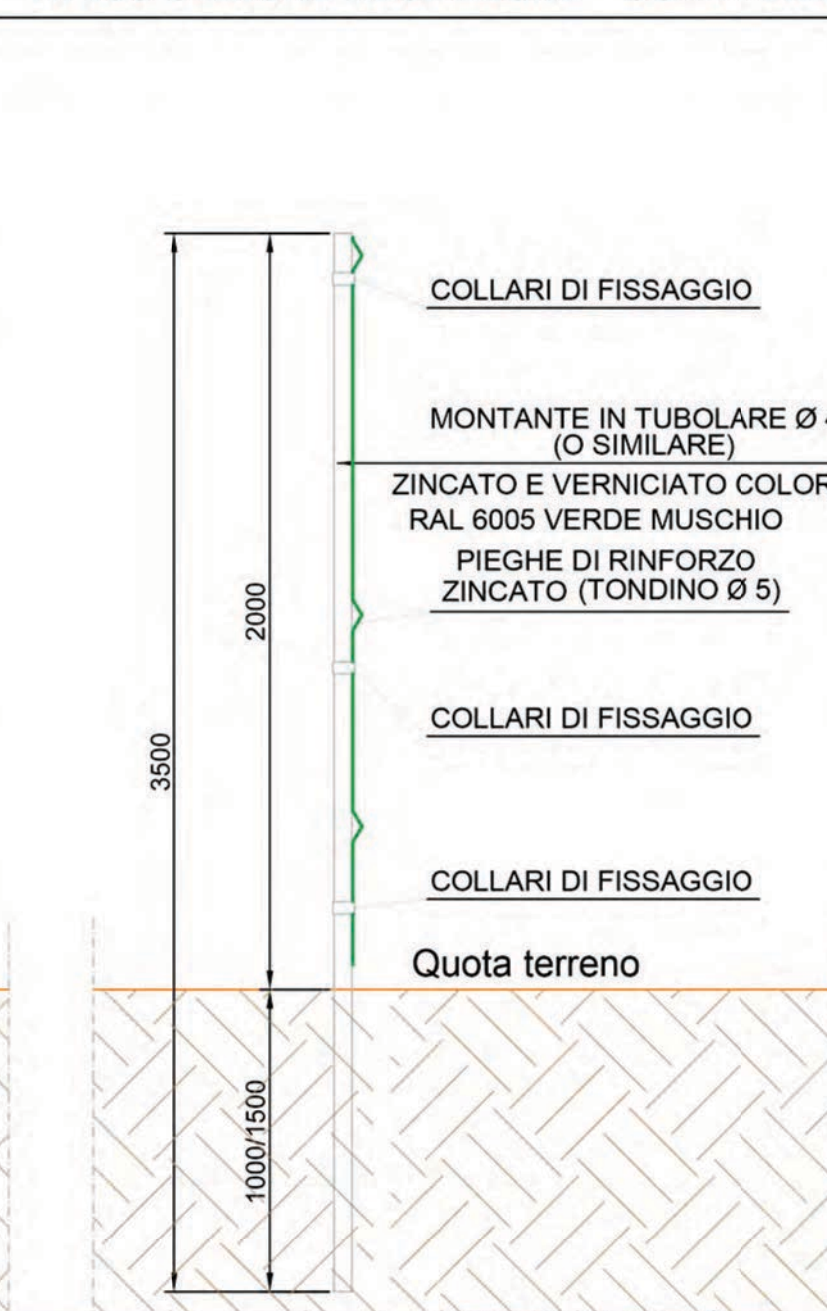 COLLARI DI FISSAGGIO
MONTANTE IN TUBOLARE Ø
(O SIMILARE)
ZINCATO E VERNICIATO COLOR
RAL 6005 VERDE MUSCHIO
PIEGHE DI RINFORZO
ZINCATO (TONDINO Ø 5)
2000
COLLARI DI FISSAGGIO
3500
COLLARI DI FISSAGGIO
Quota terreno
1000/1500